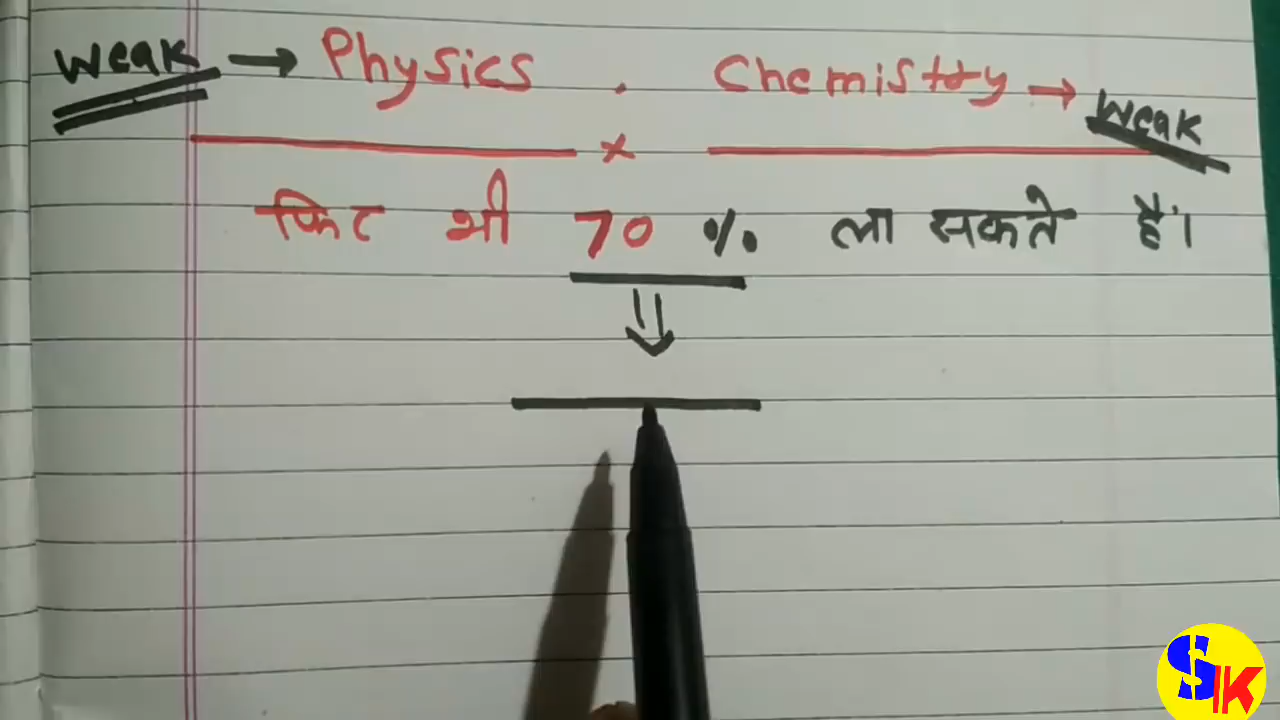 Weak → Physics . Chemistry → Weak
×
फिर भी 70 % ला सकते हैं।
SK